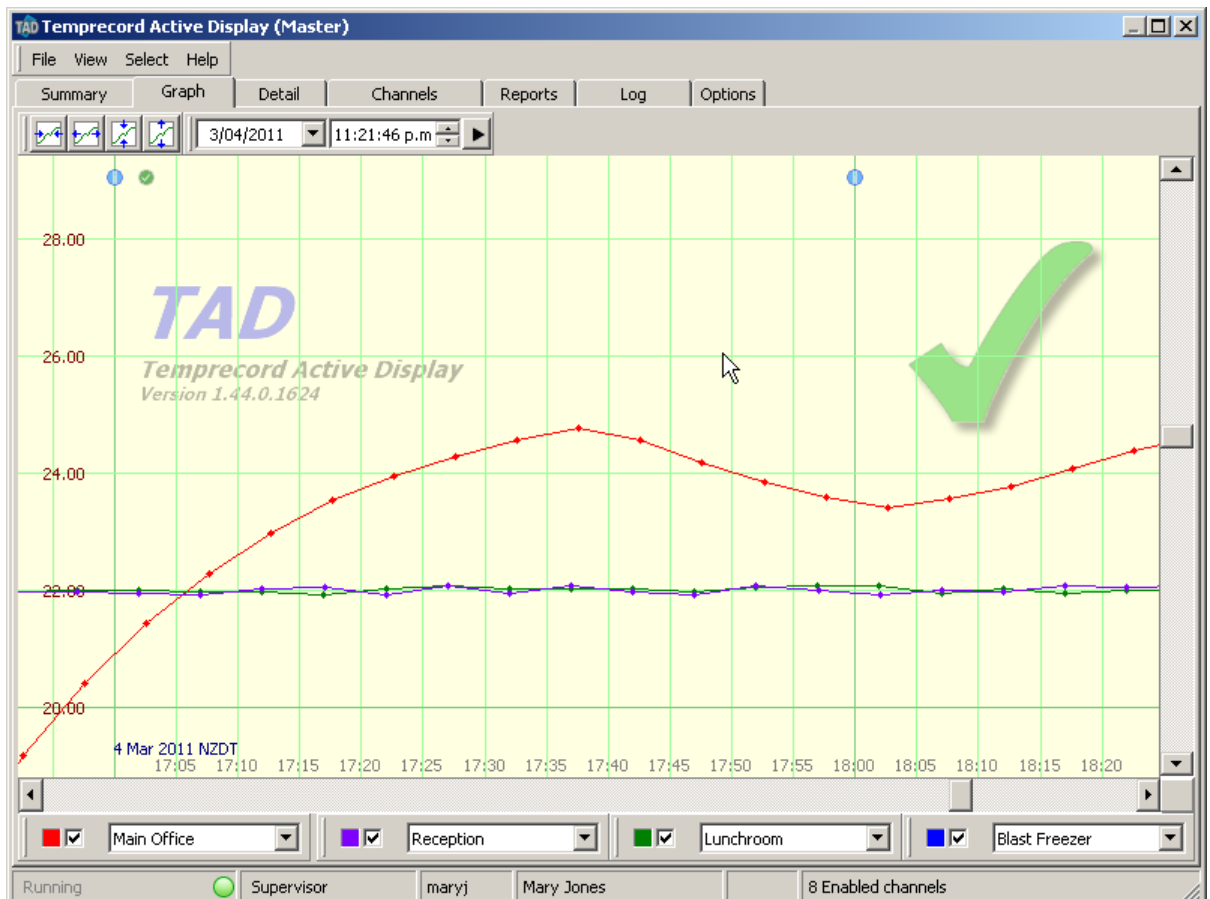 TAD Temprecord Active Display (Master)
File View Select Help
Summary Graph Detail Channels Reports Log Options
3/04/2011 11:21:46 p.m
28.00
TAD
26.00
Temprecord Active Display
Version 1.44.0.1624
24.00
22.00
20.00
4 Mar 2011 NZDT
17:05 17:10 17:15 17:20 17:25 17:30 17:35 17:40 17:45 17:50 17:55 18:00 18:05 18:10 18:15 18:20
Main Office Reception Lunchroom Blast Freezer
Running Supervisor maryj Mary Jones 8 Enabled channels